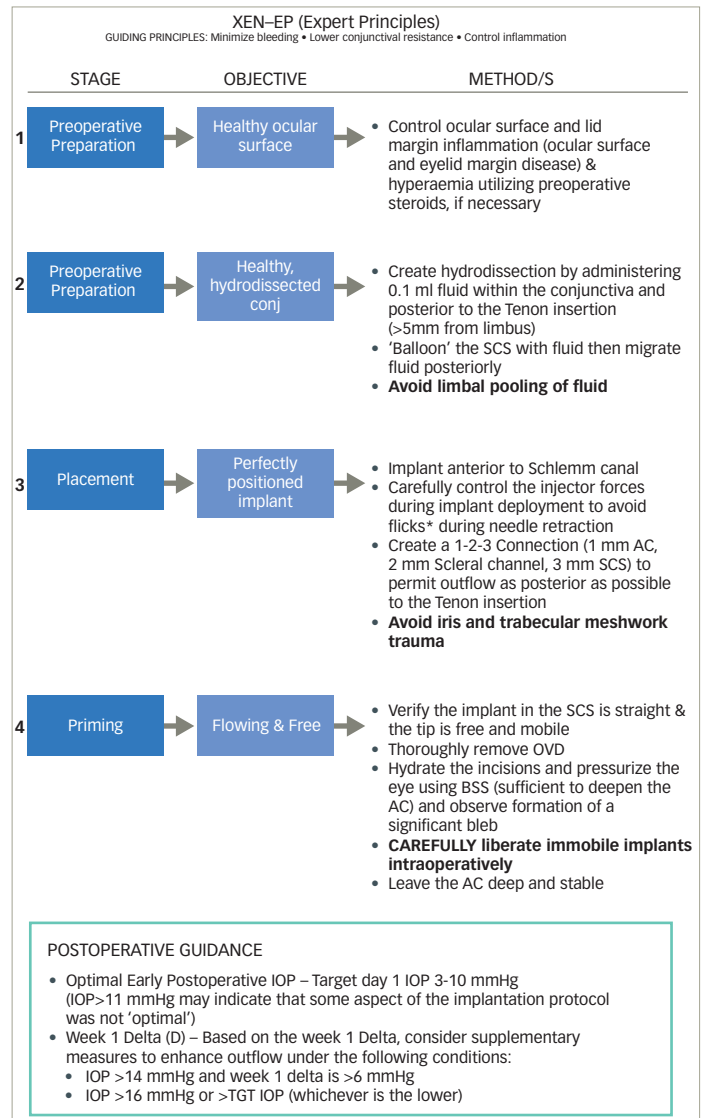 XEN–EP (Expert Principles)
GUIDING PRINCIPLES: Minimize bleeding • Lower conjunctival resistance • Control inflammation
STAGE OBJECTIVE METHOD/S
1
Preoperative
Preparation
Healthy ocular
surface
• Control ocular surface and lid
margin inflammation (ocular surface
and eyelid margin disease) &
hyperaemia utilizing preoperative
steroids, if necessary
2
Preoperative
Preparation
Healthy,
hydrodissected
conj
• Create hydrodissection by administering
0.1 ml fluid within the conjunctiva and
posterior to the Tenon insertion
(>5mm from limbus)
• ‘Balloon’ the SCS with fluid then migrate
fluid posteriorly
• Avoid limbal pooling of fluid
3
Placement
Perfectly
positioned
implant
• Implant anterior to Schlemm canal
• Carefully control the injector forces
during implant deployment to avoid
flicks* during needle retraction
• Create a 1-2-3 Connection (1 mm AC,
2 mm Scleral channel, 3 mm SCS) to
permit outflow as posterior as possible
to the Tenon insertion
• Avoid iris and trabecular meshwork
trauma
4
Priming
Flowing & Free
• Verify the implant in the SCS is straight &
the tip is free and mobile
• Thoroughly remove OVD
• Hydrate the incisions and pressurize the
eye using BSS (sufficient to deepen the
AC) and observe formation of a
significant bleb
• CAREFULLY liberate immobile implants
intraoperatively
• Leave the AC deep and stable
POSTOPERATIVE GUIDANCE
• Optimal Early Postoperative IOP – Target day 1 IOP 3-10 mmHg
(IOP>11 mmHg may indicate that some aspect of the implantation protocol
was not ‘optimal’)
• Week 1 Delta (D) – Based on the week 1 Delta, consider supplementary
measures to enhance outflow under the following conditions:
• IOP >14 mmHg and week 1 delta is >6 mmHg
• IOP >16 mmHg or >TGT IOP (whichever is the lower)